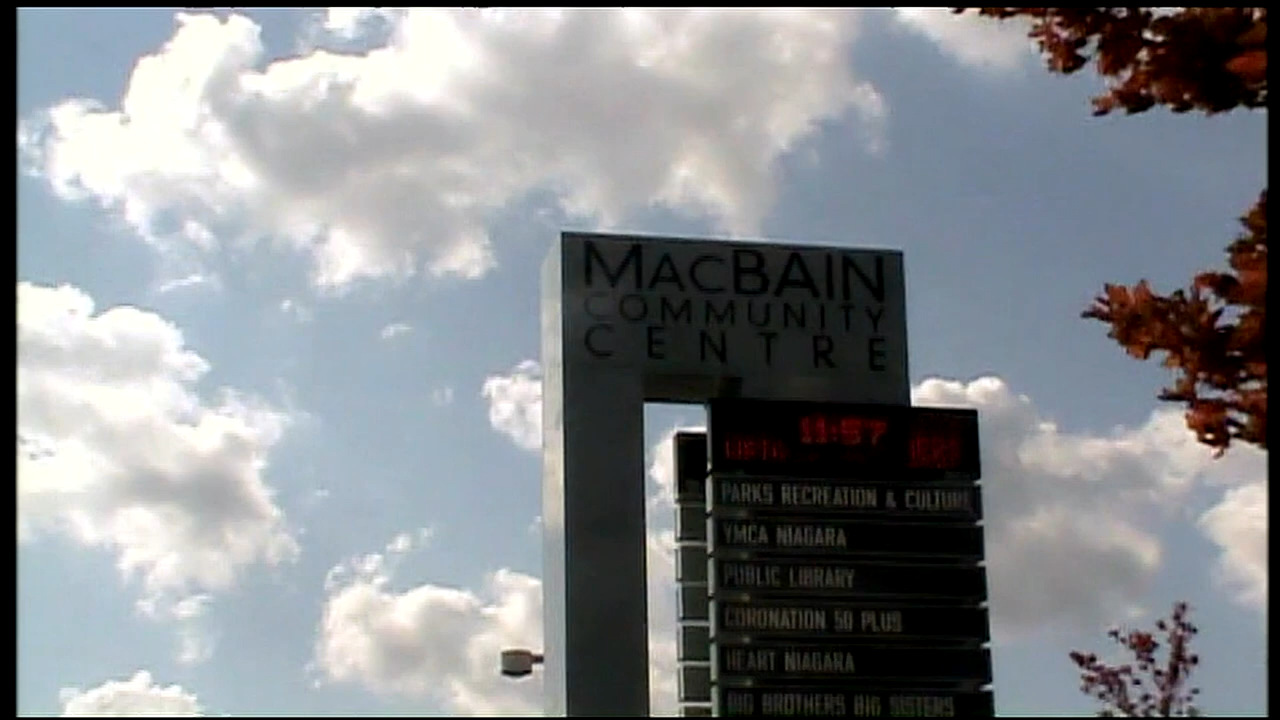 MACBAIN
COMMUNITY
CENTRE
11:57
PARKS RECREATION & CULTURE
YMCA NIAGARA
PUBLIC LIBRARY
CORONATION 50 PLUS
HEART NIAGARA
BIG BROTHERS BIG SISTERS